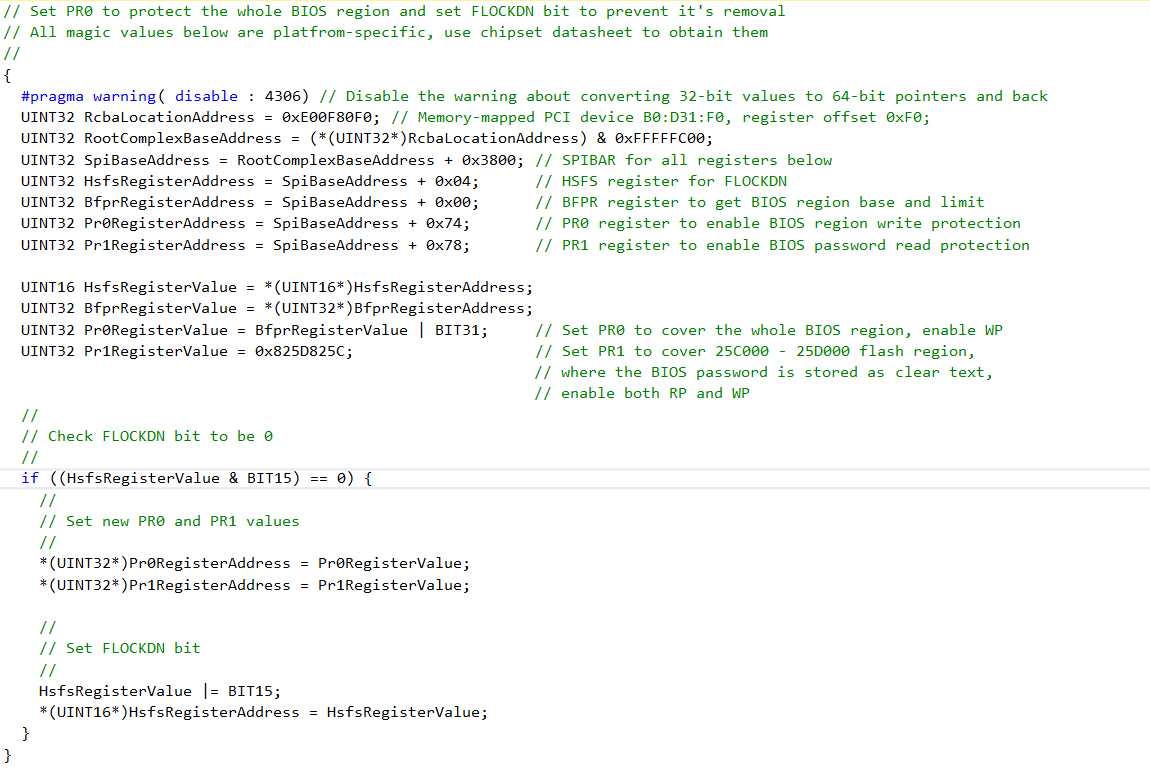 // Set PR0 to protect the whole BIOS region and set FLOCKDN bit to prevent it's removal
// All magic values below are platfrom-specific, use chipset datasheet to obtain them
//
{
  #pragma warning( disable : 4306) // Disable the warning about converting 32-bit values to 64-bit pointers and back
  UINT32 RcbaLocationAddress = 0xE00F80F0; // Memory-mapped PCI device B0:D31:F0, register offset 0xF0;
  UINT32 RootComplexBaseAddress = (*(UINT32*)RcbaLocationAddress) & 0xFFFFFC00;
  UINT32 SpiBaseAddress = RootComplexBaseAddress + 0x3800; // SPIBAR for all registers below
  UINT32 HsfsRegisterAddress = SpiBaseAddress + 0x04;      // HSFS register for FLOCKDN
  UINT32 BfprRegisterAddress = SpiBaseAddress + 0x00;      // BFPR register to get BIOS region base and limit
  UINT32 Pr0RegisterAddress = SpiBaseAddress + 0x74;       // PR0 register to enable BIOS region write protection
  UINT32 Pr1RegisterAddress = SpiBaseAddress + 0x78;       // PR1 register to enable BIOS password read protection

  UINT16 HsfsRegisterValue = *(UINT16*)HsfsRegisterAddress;
  UINT32 BfprRegisterValue = *(UINT32*)BfprRegisterAddress;
  UINT32 Pr0RegisterValue = BfprRegisterValue | BIT31;     // Set PR0 to cover the whole BIOS region, enable WP
  UINT32 Pr1RegisterValue = 0x825D825C;                    // Set PR1 to cover 25C000 - 25D000 flash region,
                                                           // where the BIOS password is stored as clear text,
                                                           // enable both RP and WP
  //
  // Check FLOCKDN bit to be 0
  //
  if ((HsfsRegisterValue & BIT15) == 0) {
    //
    // Set new PR0 and PR1 values
    //
    *(UINT32*)Pr0RegisterAddress = Pr0RegisterValue;
    *(UINT32*)Pr1RegisterAddress = Pr1RegisterValue;

    //
    // Set FLOCKDN bit
    //
    HsfsRegisterValue |= BIT15;
    *(UINT16*)HsfsRegisterAddress = HsfsRegisterValue;
  }
}